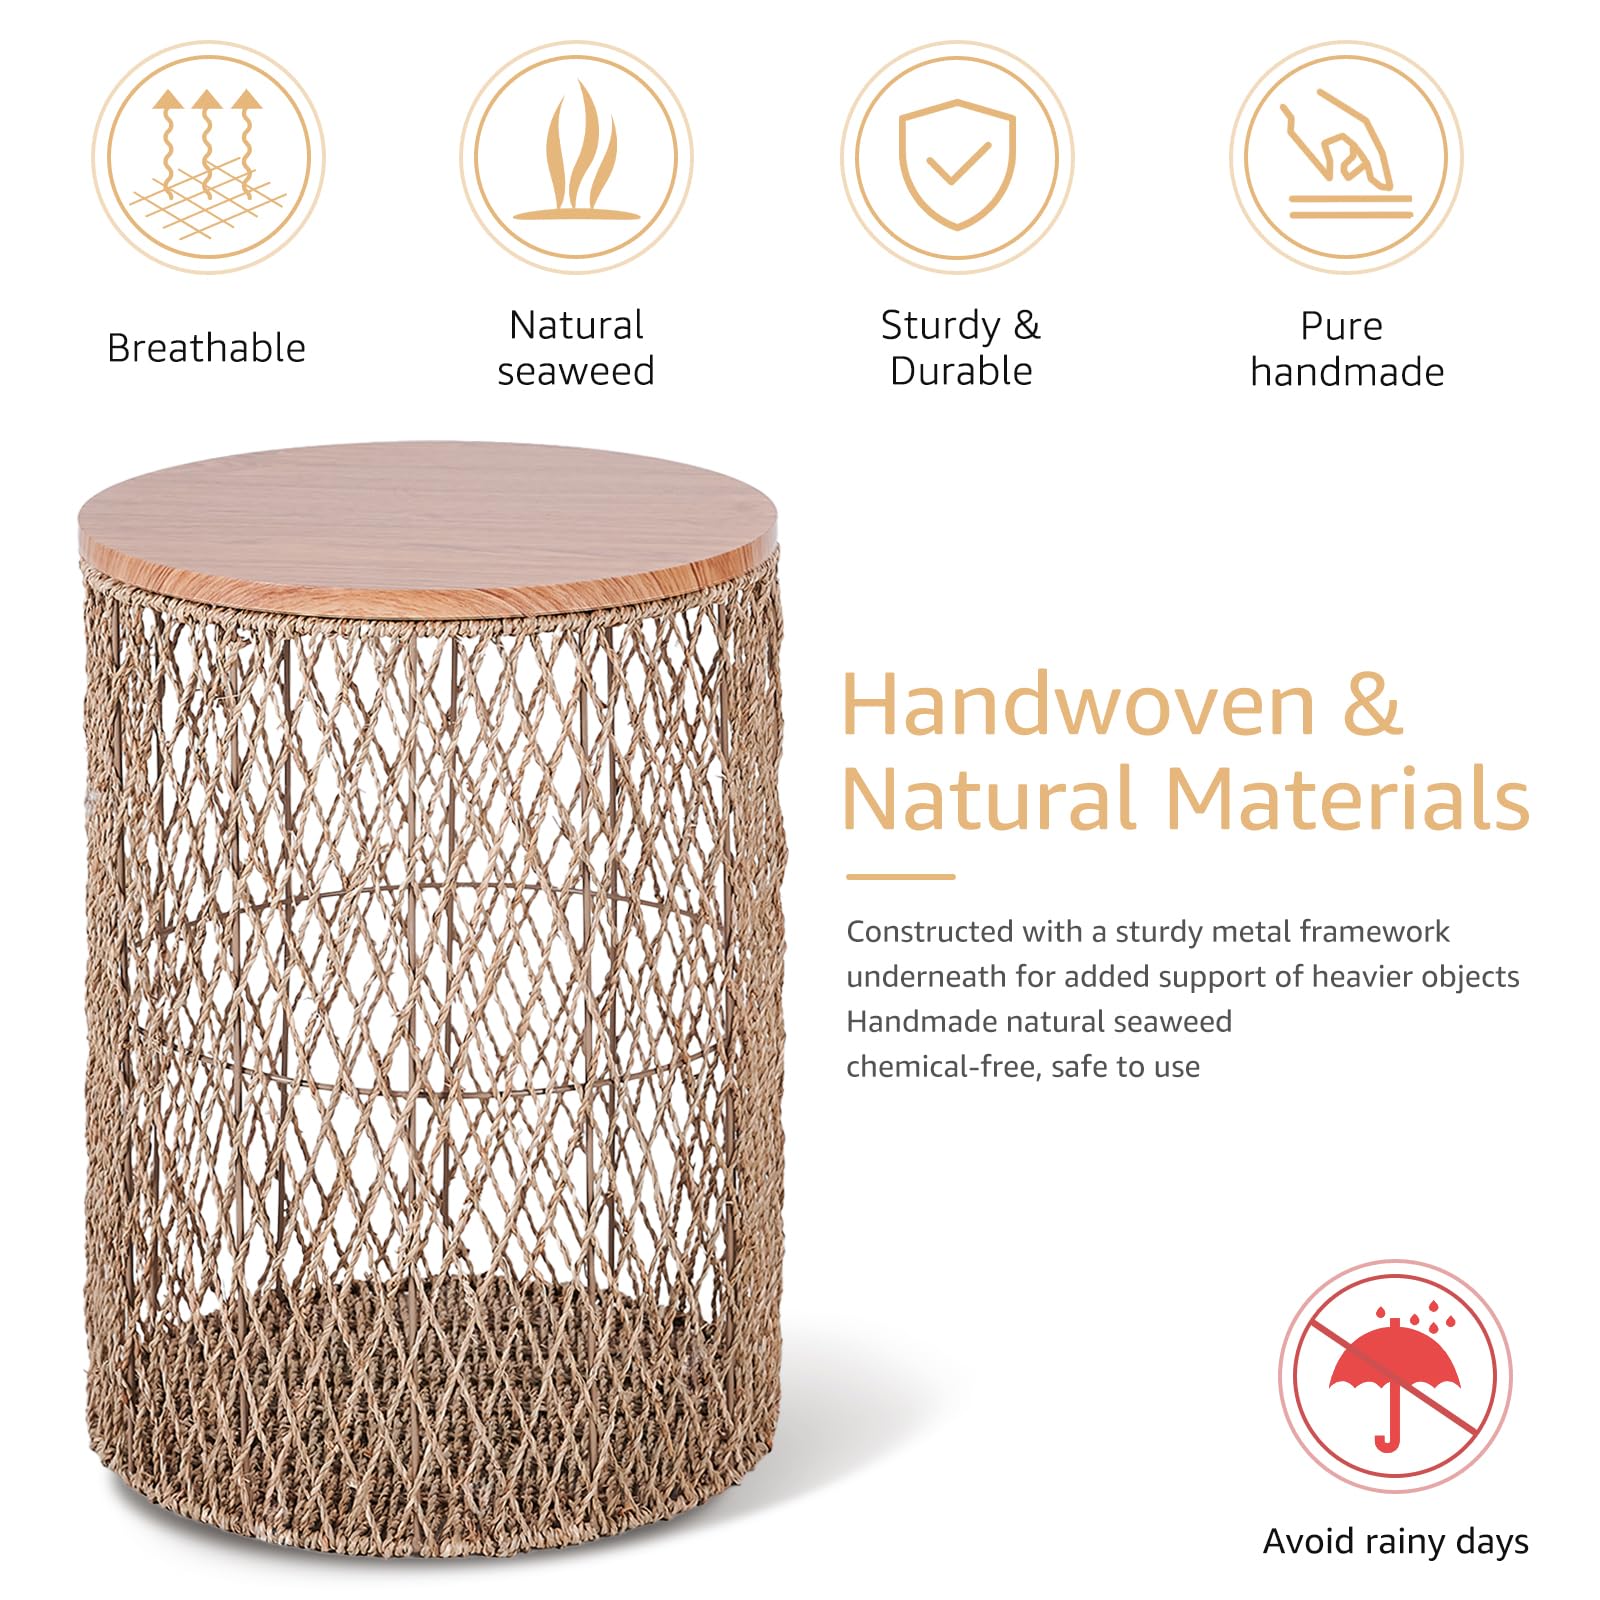 Breathable
Natural
seaweed
Sturdy &
Durable
Pure
handmade
Handwoven &
Natural Materials
Constructed with a sturdy metal framework
underneath for added support of heavier objects
Handmade natural seaweed
chemical-free, safe to use
Avoid rainy days